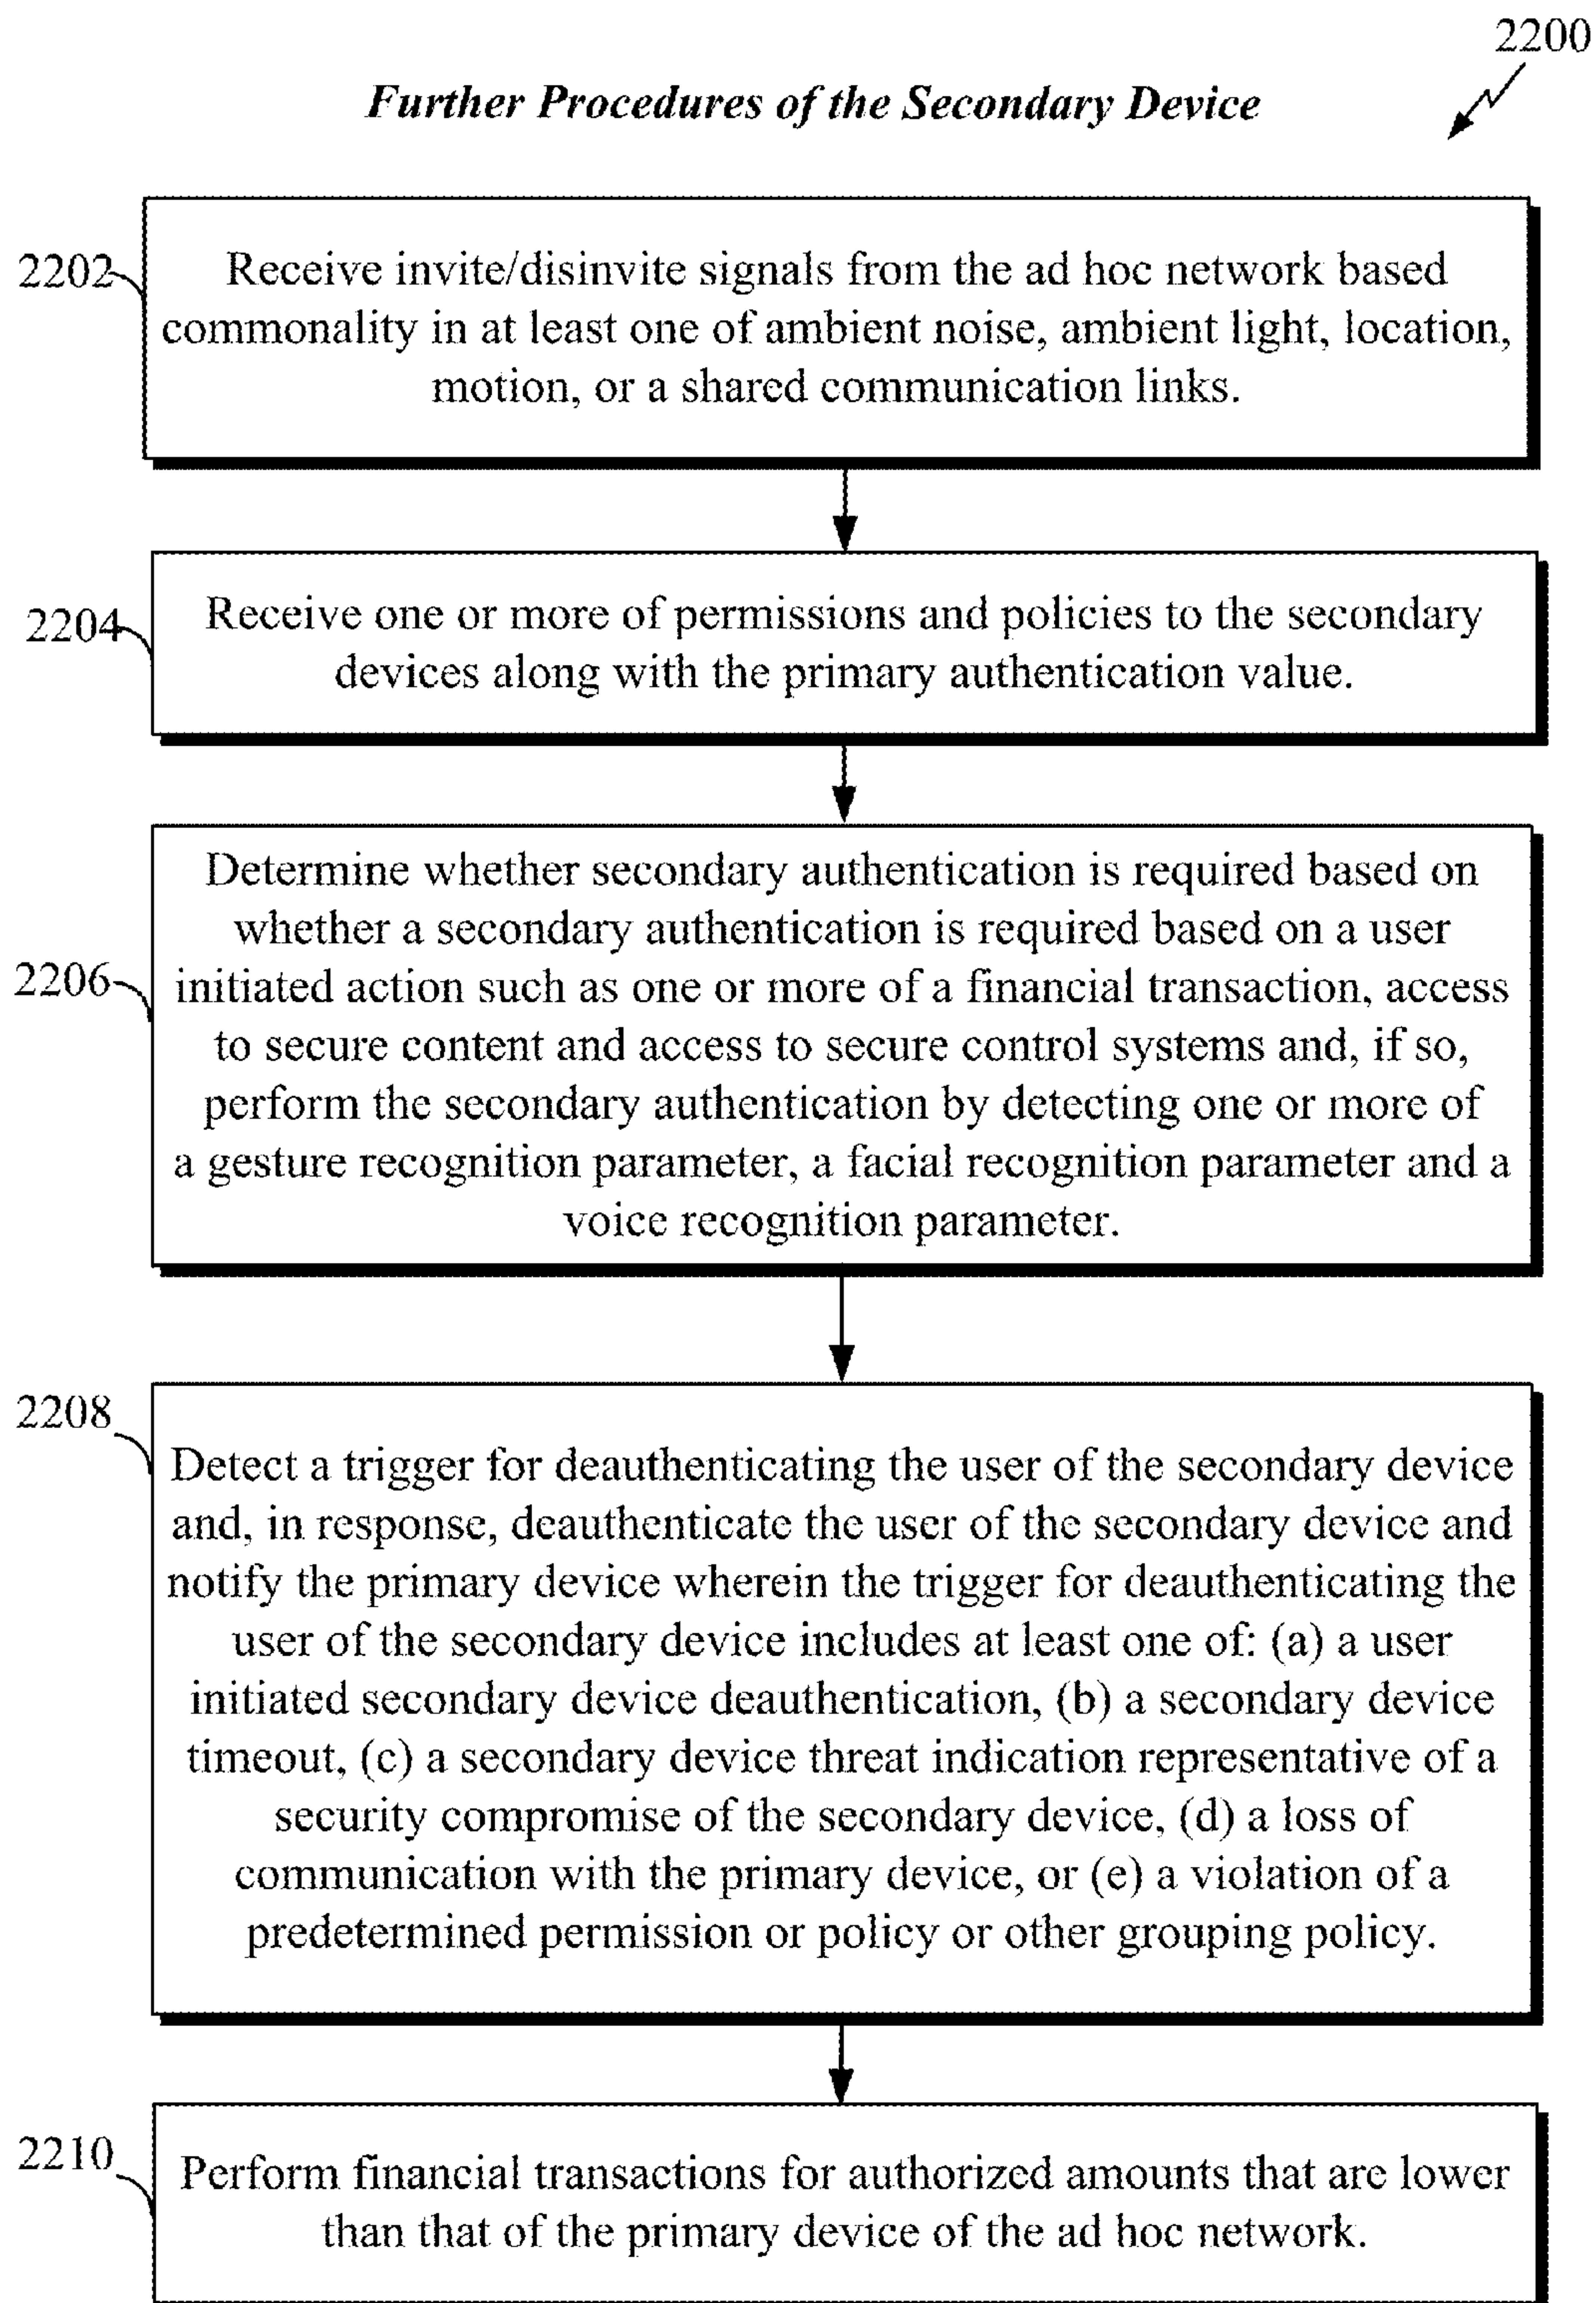 2200
Further Procedures of the Secondary Device
2202
Receive invite/disinvite signals from the ad hoc network based
commonality in at least one of ambient noise, ambient light, location,
motion, or a shared communication links.
2204
Receive one or more of permissions and policies to the secondary
devices along with the primary authentication value.
2206
Determine whether secondary authentication is required based on
whether a secondary authentication is required based on a user
initiated action such as one or more of a financial transaction, access
to secure content and access to secure control systems and, if so,
perform the secondary authentication by detecting one or more of
a gesture recognition parameter, a facial recognition parameter and a
voice recognition parameter.
2208
Detect a trigger for deauthenticating the user of the secondary device
and, in response, deauthenticate the user of the secondary device and
notify the primary device wherein the trigger for deauthenticating the
user of the secondary device includes at least one of: (a) a user
initiated secondary device deauthentication, (b) a secondary device
timeout, (c) a secondary device threat indication representative of a
security compromise of the secondary device, (d) a loss of
communication with the primary device, or (e) a violation of a
predetermined permission or policy or other grouping policy.
2210
Perform financial transactions for authorized amounts that are lower
than that of the primary device of the ad hoc network.